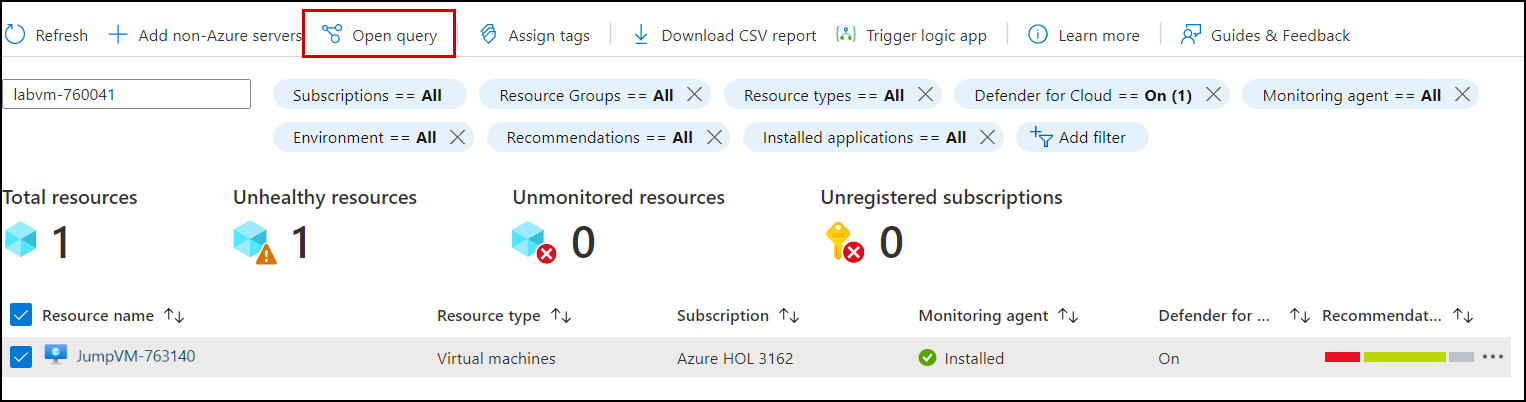 Refresh Add non-Azure servers Open query Assign tags Download CSV report Trigger logic app Learn more Guides & Feedback
labvm-760041 Subscriptions == All Resource Groups == All Resource types == All Defender for Cloud == On (1) Monitoring agent == All
Environment == All Recommendations == All Installed applications == All Add filter
Total resources Unhealthy resources Unmonitored resources Unregistered subscriptions
1 1 0 0
Resource name Resource type Subscription Monitoring agent Defender for ... Recommendat...
JumpVM-763140 Virtual machines Azure HOL 3162 Installed On